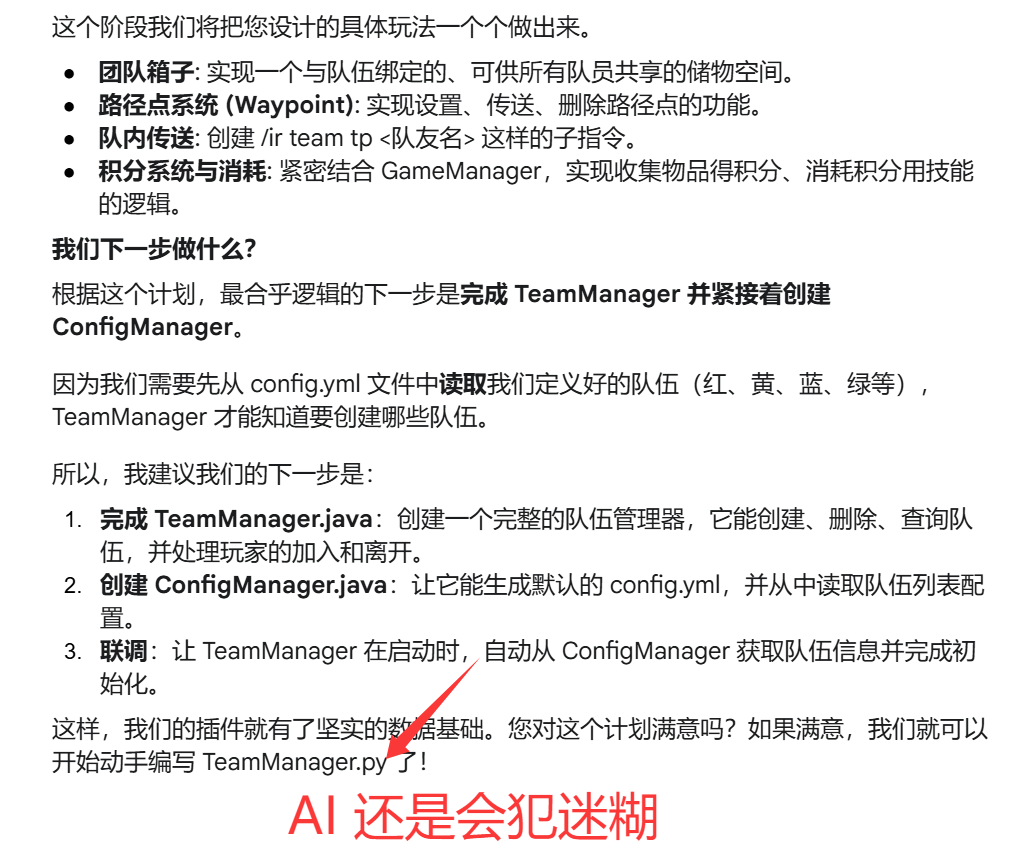 这个阶段我们将把您设计的具体玩法一个个做出来。
● 团队箱子: 实现一个与队伍绑定的、可供所有队员共享的储物空间。
● 路径点系统 (Waypoint): 实现设置、传送、删除路径点的功能。
● 队内传送: 创建 /ir team tp <队友名> 这样的子指令。
● 积分系统与消耗: 紧密结合 GameManager，实现收集物品得积分、消耗积分用技能
的逻辑。
我们下一步做什么？
根据这个计划，最合乎逻辑的下一步是完成 TeamManager 并紧接着创建
ConfigManager。
因为我们需要先从 config.yml 文件中读取我们定义好的队伍（红、黄、蓝、绿等），
TeamManager 才能知道要创建哪些队伍。
所以，我建议我们的下一步是：
1. 完成 TeamManager.java：创建一个完整的队伍管理器，它能创建、删除、查询队
伍，并处理玩家的加入和离开。
2. 创建 ConfigManager.java：让它能生成默认的 config.yml，并从中读取队伍列表配
置。
3. 联调：让 TeamManager 在启动时，自动从 ConfigManager 获取队伍信息并完成初
始化。
这样，我们的插件就有了坚实的数据基础。您对这个计划满意吗？如果满意，我们就可以
开始动手编写 TeamManager.py 了！
AI 还是会犯迷糊